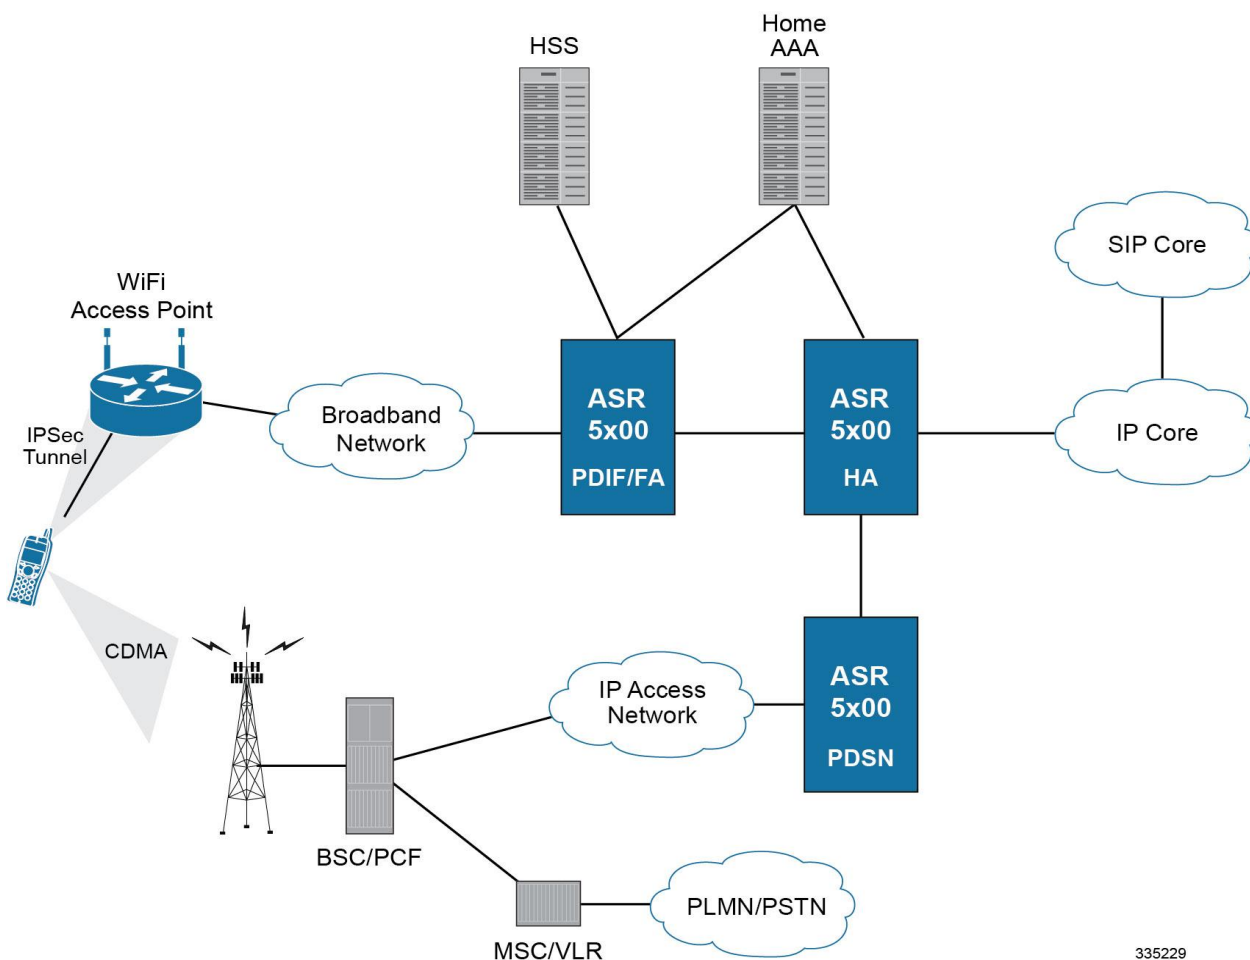 HSS
Home
AAA
SIP Core
WiFi
Access Point
ASR
5x00
PDIF/FA
ASR
5x00
HA
Broadband
Network
IP Core
IPSec
Tunnel
CDMA
IP Access
Network
ASR
5x00
PDSN
BSC/PCF
PLMN/PSTN
MSC/VLR
335229